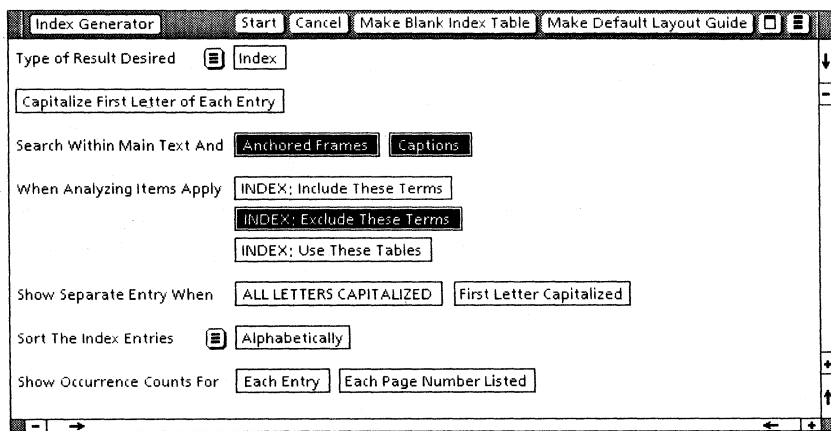 Index Generator Start Cancel Make Blank Index Table Make Default Layout Guide
Type of Result Desired Index
Capitalize First Letter of Each Entry
Search Within Main Text And Anchored Frames Captions
When Analyzing Items Apply INDEX: Include These Terms
INDEX: Exclude These Terms
INDEX: Use These Tables
Show Separate Entry When ALL LETTERS CAPITALIZED First Letter Capitalized
Sort The Index Entries Alphabetically
Show Occurrence Counts For Each Entry Each Page Number Listed